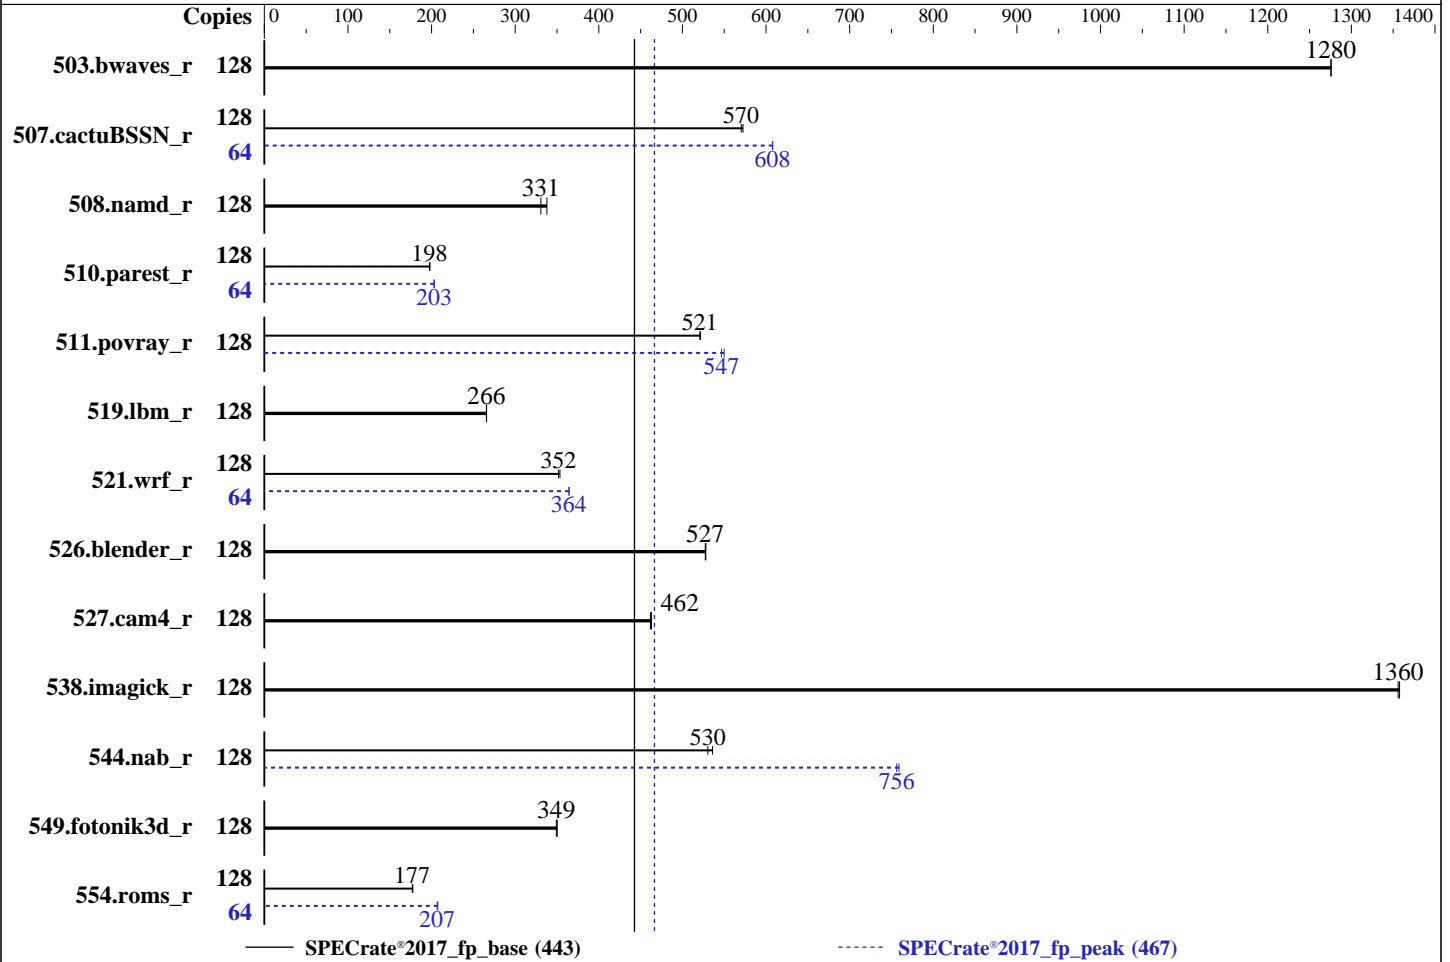 Copies 0 100 200 300 400 500 600 700 800 900 1000 1100 1200 1300 1400
503.bwaves_r 128 1280
507.cactuBSSN_r 128 570
64 608
508.namd_r 128 331
510.parest_r 128 198
64 203
511.povray_r 128 521
547
519.lbm_r 128 266
521.wrf_r 128 352
64 364
526.blender_r 128 527
527.cam4_r 128 462
538.imagick_r 128 1360
544.nab_r 128 530
756
549.fotonik3d_r 128 349
554.roms_r 128 177
64 207
SPECrate®2017_fp_base (443) SPECrate®2017_fp_peak (467)